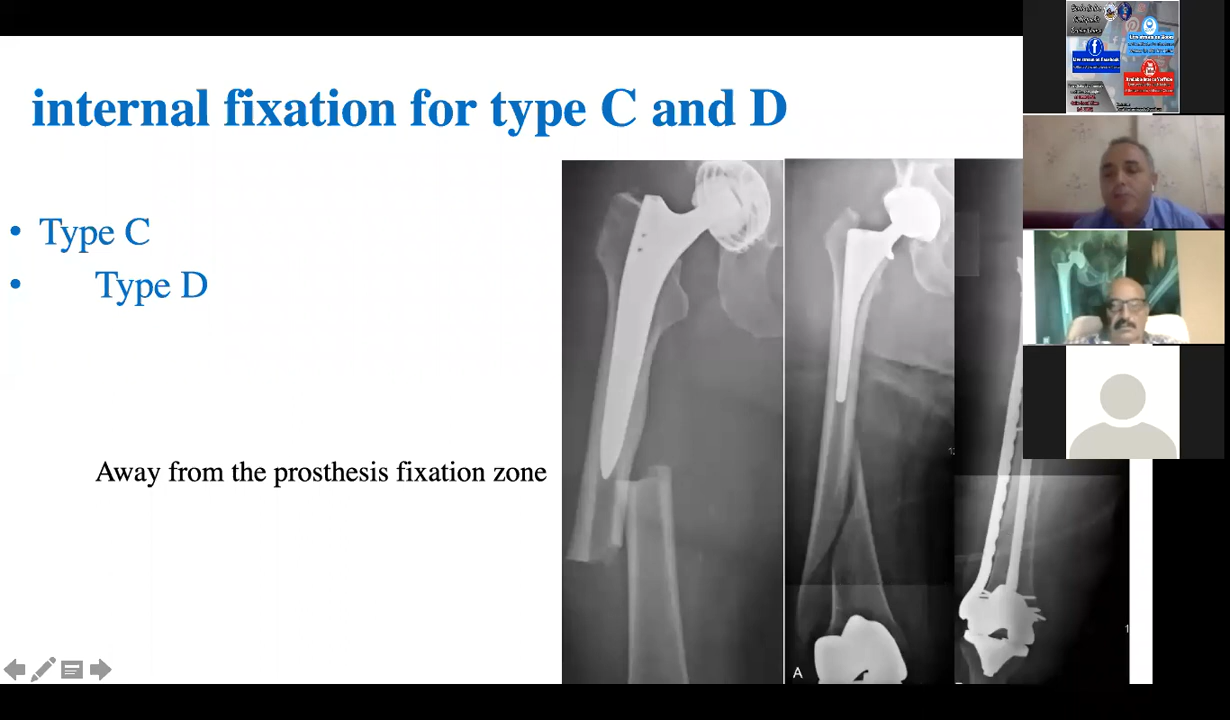 internal fixation for type C and D
• Type C
• Type D
Away from the prosthesis fixation zone
A